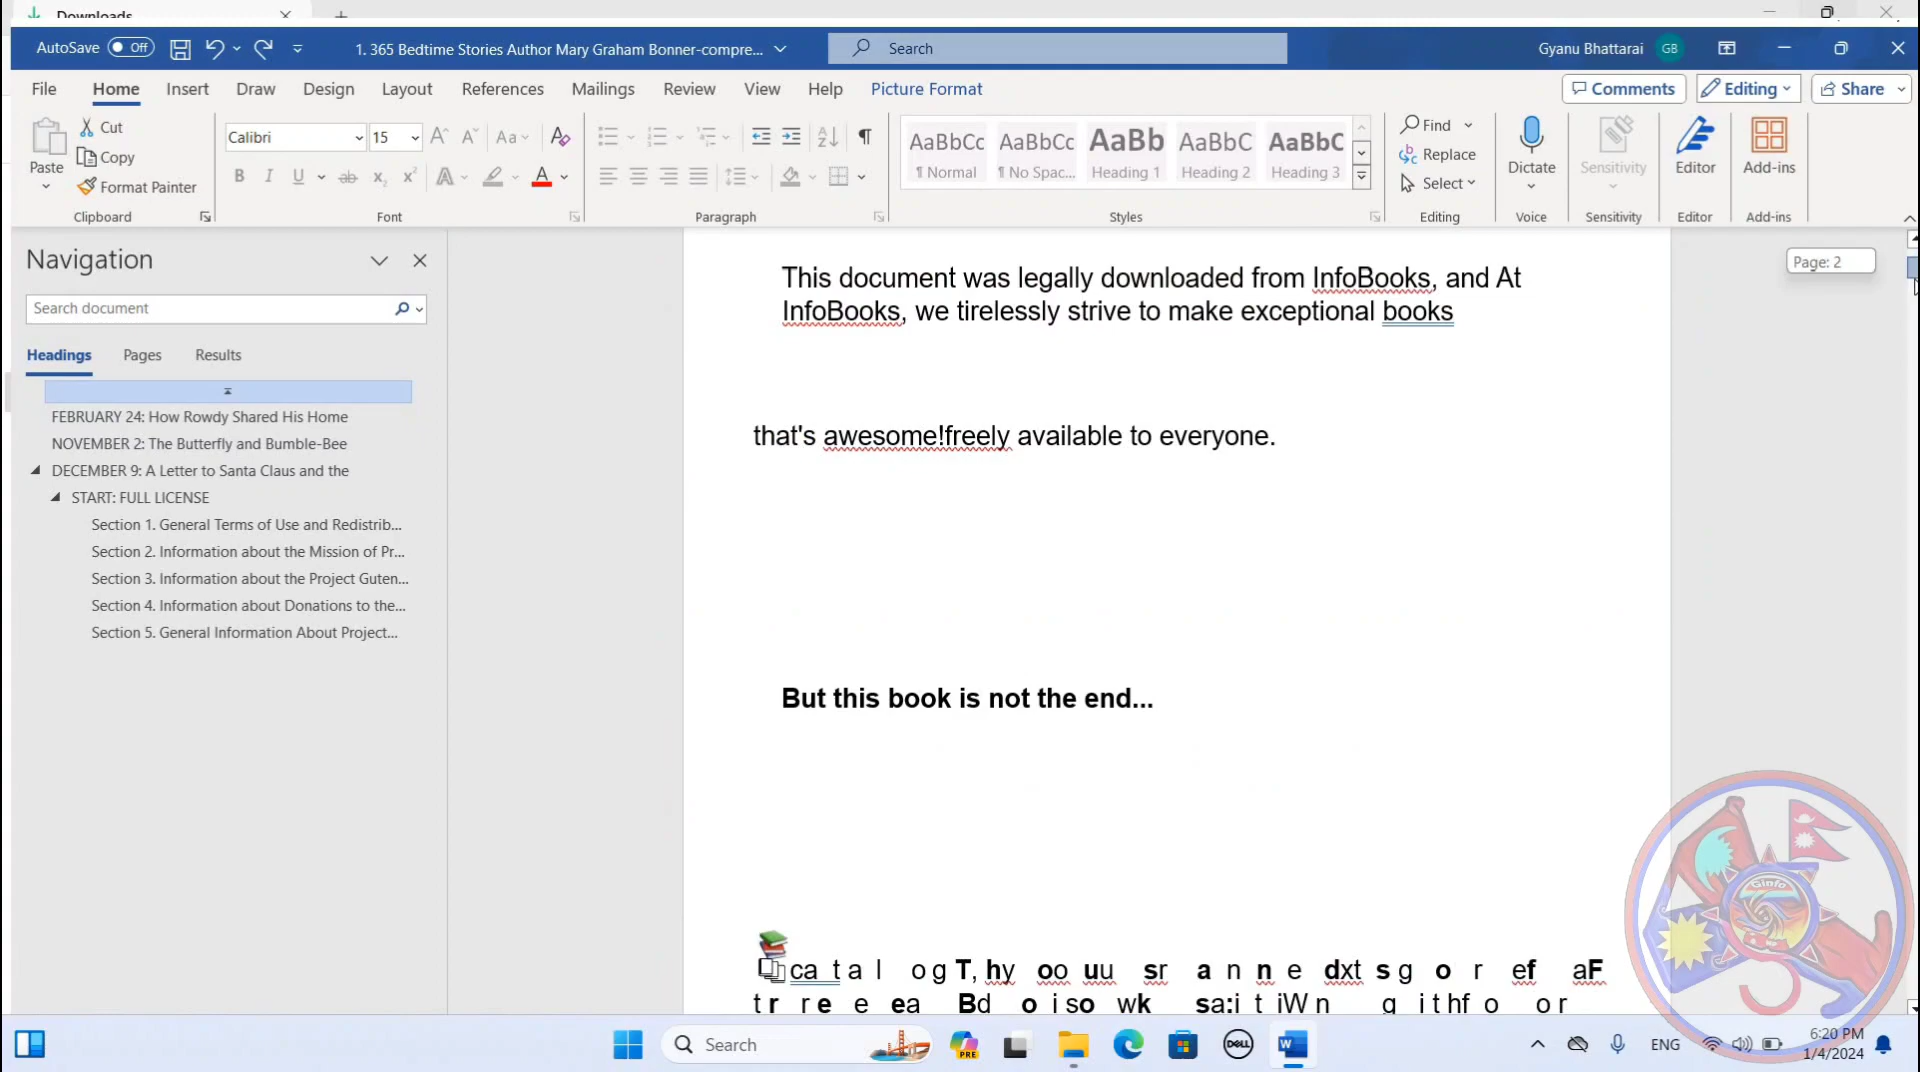 Downloads
AutoSave Off
1. 365 Bedtime Stories Author Mary Graham Bonner-compre...
Search
Gyanu Bhattarai GB
File Home Insert Draw Design Layout References Mailings Review View Help Picture Format
Comments Editing Share
Paste
Cut
Copy
Format Painter
Clipboard
Calibri 15
Font
Paragraph
AaBbCc ¶ Normal
AaBbCc ¶ No Spac...
AaBb Heading 1
AaBbC Heading 2
AaBbC Heading 3
Styles
Find
Replace
Select
Editing
Dictate
Voice
Sensitivity
Sensitivity
Editor
Editor
Add-ins
Add-ins
Navigation
Search document
Headings Pages Results
FEBRUARY 24: How Rowdy Shared His Home
NOVEMBER 2: The Butterfly and Bumble-Bee
DECEMBER 9: A Letter to Santa Claus and the
START: FULL LICENSE
Section 1. General Terms of Use and Redistrib...
Section 2. Information about the Mission of Pr...
Section 3. Information about the Project Guten...
Section 4. Information about Donations to the...
Section 5. General Information About Project...
Page: 2
This document was legally downloaded from InfoBooks, and At
InfoBooks, we tirelessly strive to make exceptional books
that's awesome!freely available to everyone.
But this book is not the end...
ca t a l o g T, hy oo uu sr a n n e dxt s g o r ef aF
t r r e e ea Bd o i so wk sa:i t iW n g i t hf o or
Ginfo
Search
PRE
DELL
ENG
6:20 PM
1/4/2024